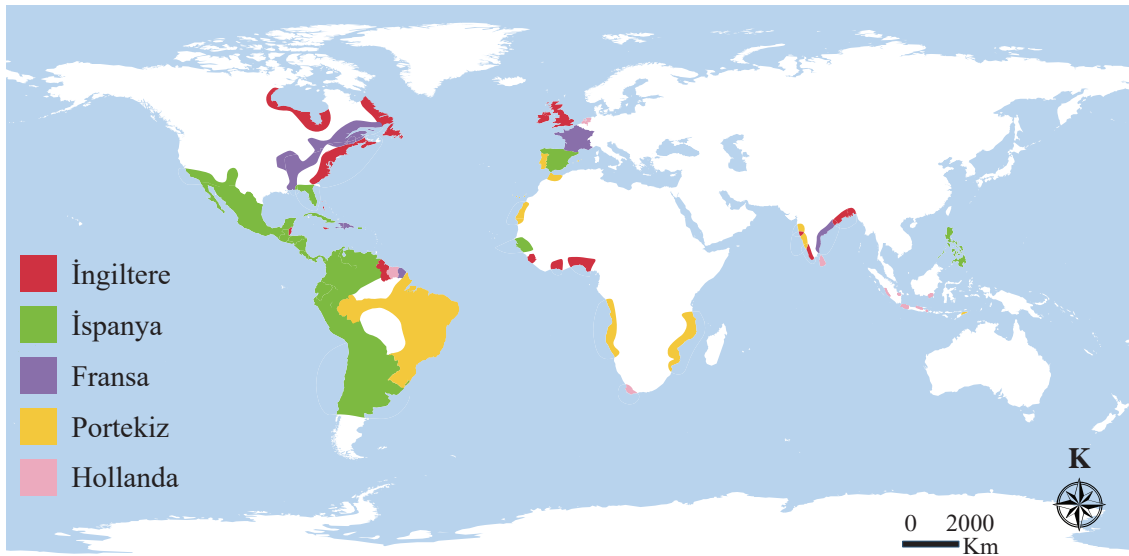 İngiltere
İspanya
Fransa
Portekiz
Hollanda
K
0 2000
Km